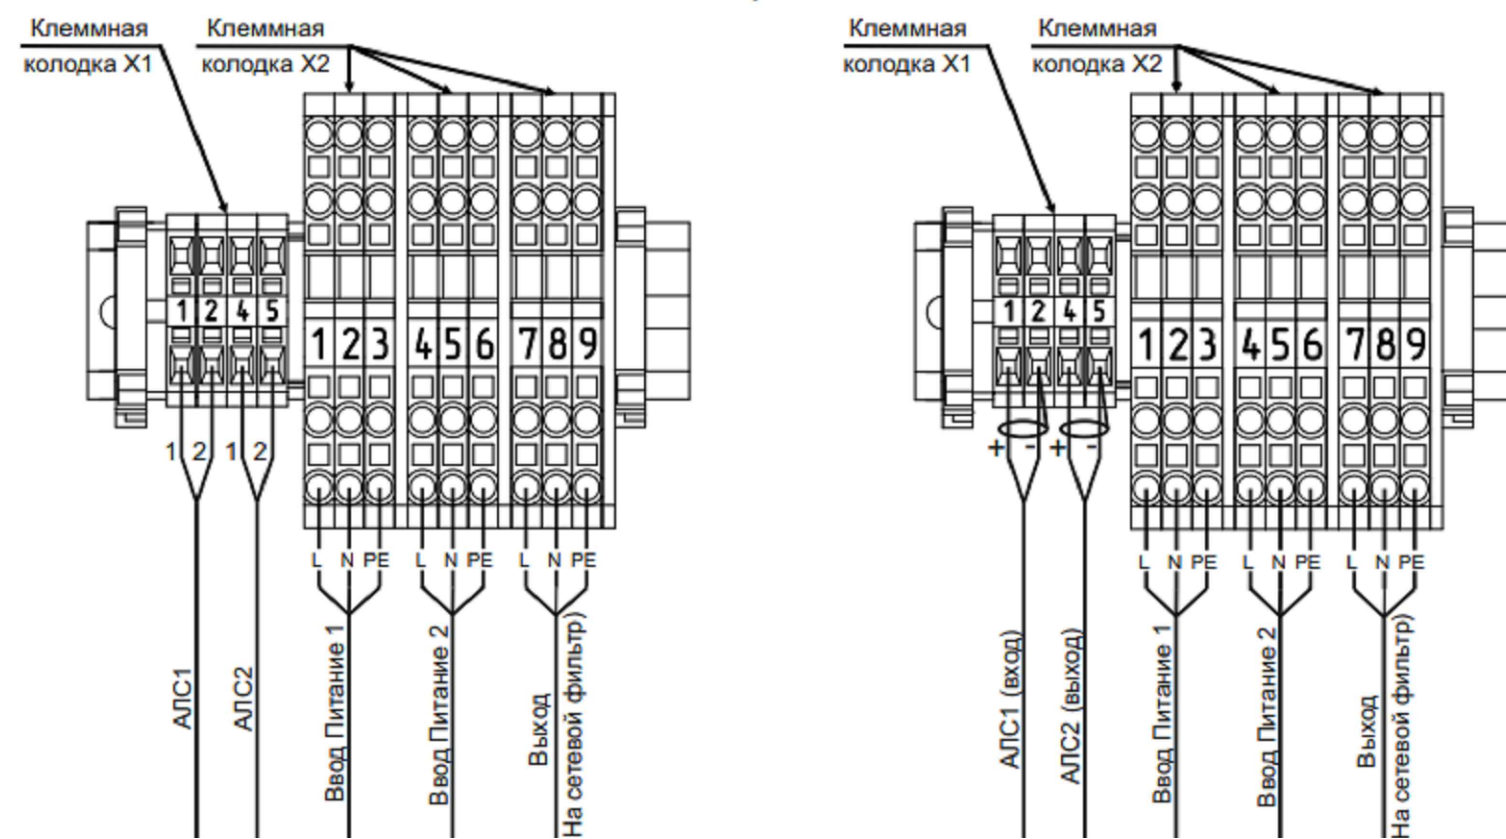 Клеммная
колодка X1
Клеммная
колодка X2
1 2 4 5
1 2 3 4 5 6 7 8 9
1 2 1 2
L N PE L N PE L N PE
АЛС1
АЛС2
Ввод Питание 1
Ввод Питание 2
Выход
На сетевой фильтр)
Клеммная
колодка X1
Клеммная
колодка X2
1 2 4 5
1 2 3 4 5 6 7 8 9
+ - + -
L N PE L N PE L N PE
АЛС1 (вход)
АЛС2 (выход)
Ввод Питание 1
Ввод Питание 2
Выход
На сетевой фильтр)